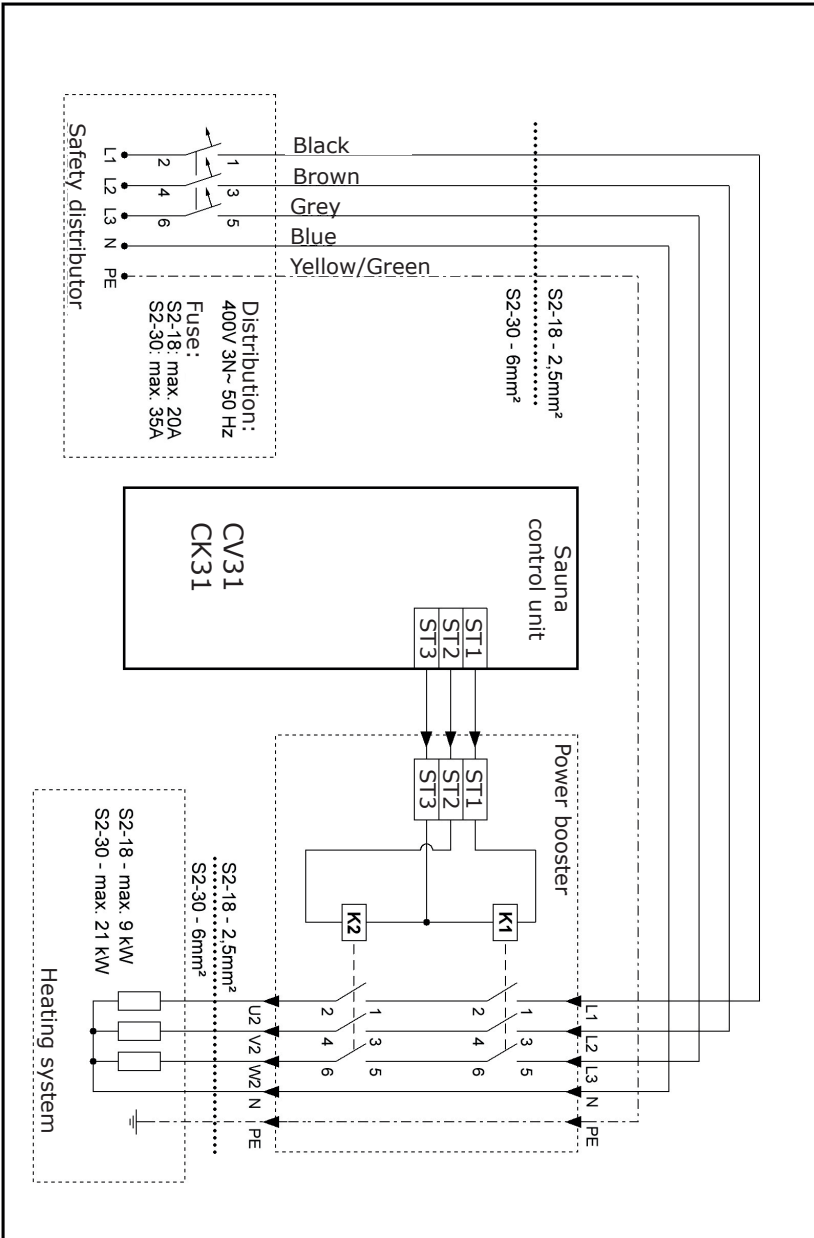 Safety distributor
L1
L2
L3
N
PE
2
4
6
1
3
5
Black
Brown
Grey
Blue
Yellow/Green
Distribution:
400V 3N~ 50 Hz
Fuse:
S2-18: max. 20A
S2-30: max. 35A
S2-18 - 2,5mm²
S2-30 - 6mm²
Sauna
control unit
CV31
CK31
ST1
ST2
ST3
Power booster
ST1
ST2
ST3
K1
K2
L1
L2
L3
N
PE
1
3
5
2
4
6
1
3
5
2
4
6
U2
V2
W2
N
PE
S2-18 - 2,5mm²
S2-30 - 6mm²
S2-18 - max. 9 kW
S2-30 - max. 21 kW
Heating system